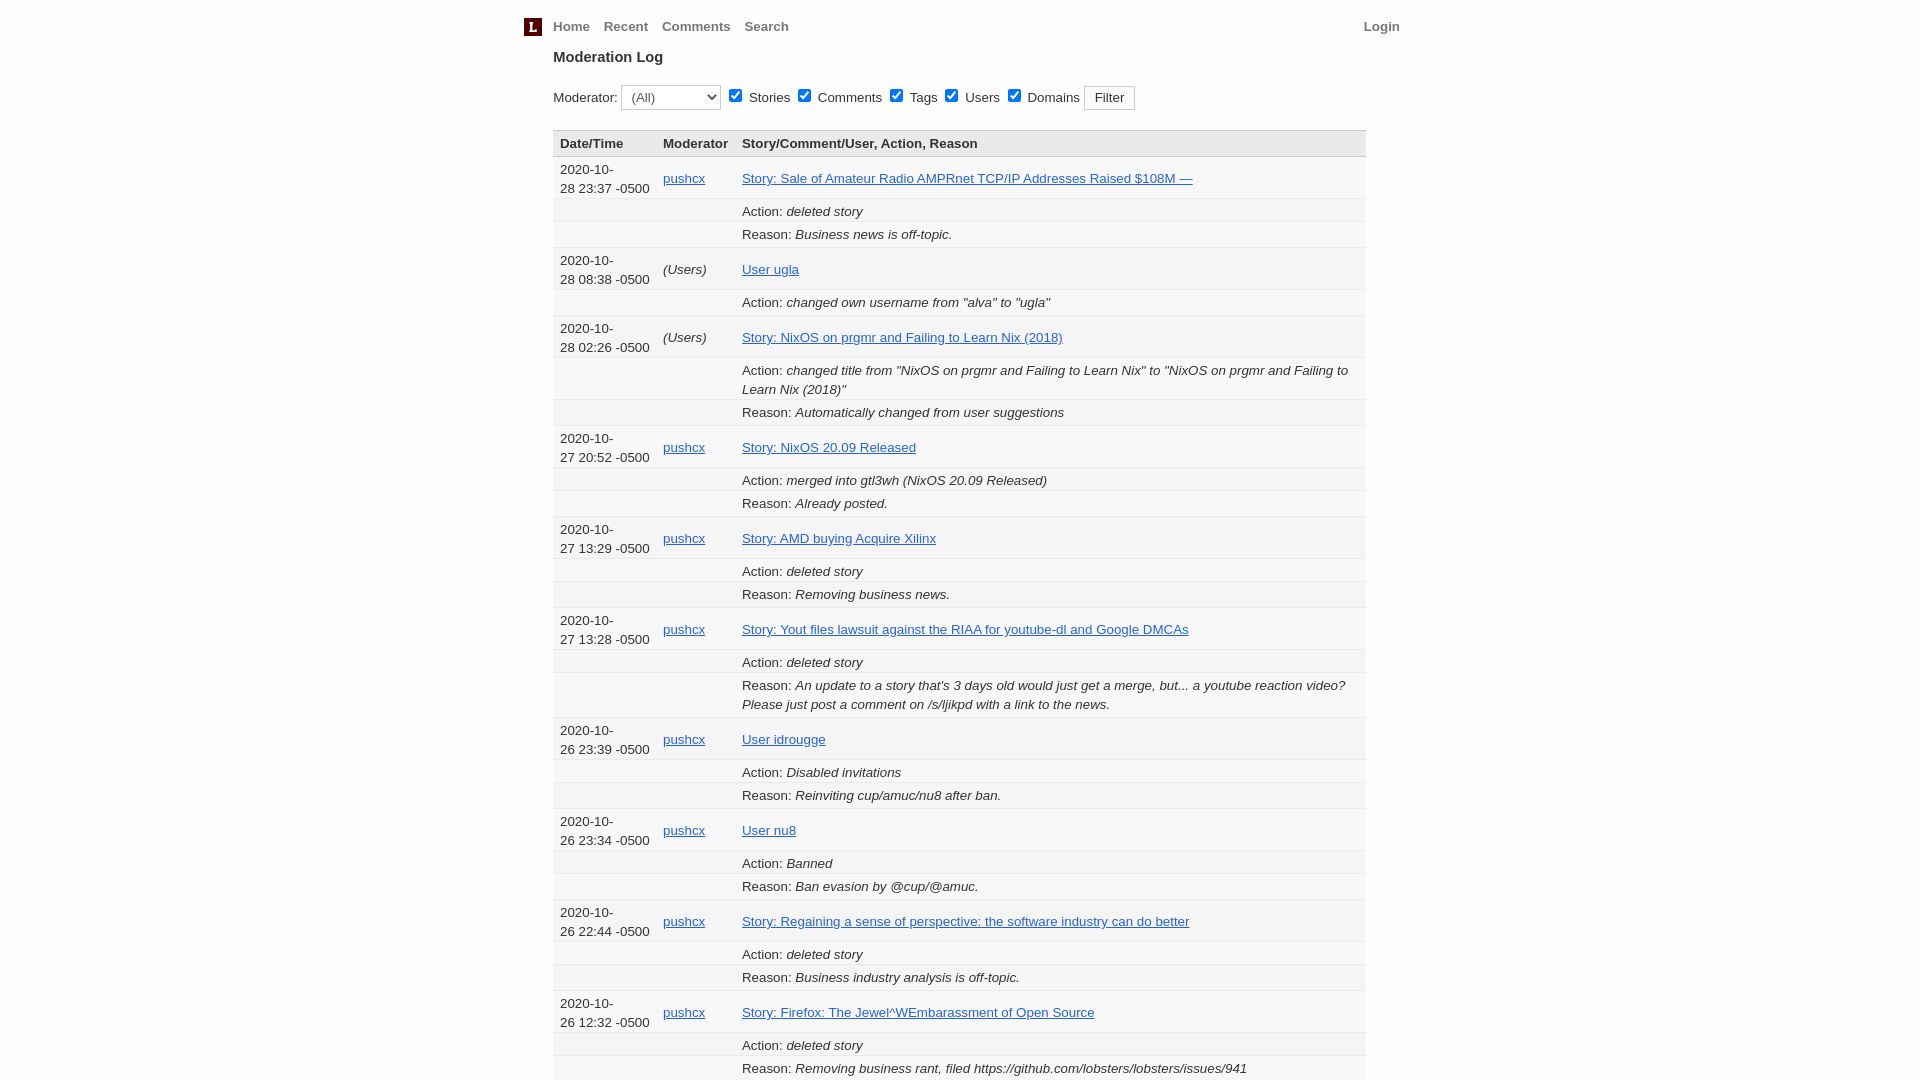 L Home Recent Comments Search Login
Moderation Log
Moderator: (All) Stories Comments Tags Users Domains Filter
Date/Time Moderator Story/Comment/User, Action, Reason
2020-10-
28 23:37 -0500 pushcx Story: Sale of Amateur Radio AMPRnet TCP/IP Addresses Raised $108M —
Action: deleted story
Reason: Business news is off-topic.
2020-10-
28 08:38 -0500 (Users) User ugla
Action: changed own username from "alva" to "ugla"
2020-10-
28 02:26 -0500 (Users) Story: NixOS on prgmr and Failing to Learn Nix (2018)
Action: changed title from "NixOS on prgmr and Failing to Learn Nix" to "NixOS on prgmr and Failing to
Learn Nix (2018)"
Reason: Automatically changed from user suggestions
2020-10-
27 20:52 -0500 pushcx Story: NixOS 20.09 Released
Action: merged into gtl3wh (NixOS 20.09 Released)
Reason: Already posted.
2020-10-
27 13:29 -0500 pushcx Story: AMD buying Acquire Xilinx
Action: deleted story
Reason: Removing business news.
2020-10-
27 13:28 -0500 pushcx Story: Yout files lawsuit against the RIAA for youtube-dl and Google DMCAs
Action: deleted story
Reason: An update to a story that's 3 days old would just get a merge, but... a youtube reaction video?
Please just post a comment on /s/ljikpd with a link to the news.
2020-10-
26 23:39 -0500 pushcx User idrougge
Action: Disabled invitations
Reason: Reinviting cup/amuc/nu8 after ban.
2020-10-
26 23:34 -0500 pushcx User nu8
Action: Banned
Reason: Ban evasion by @cup/@amuc.
2020-10-
26 22:44 -0500 pushcx Story: Regaining a sense of perspective: the software industry can do better
Action: deleted story
Reason: Business industry analysis is off-topic.
2020-10-
26 12:32 -0500 pushcx Story: Firefox: The Jewel^WEmbarassment of Open Source
Action: deleted story
Reason: Removing business rant, filed https://github.com/lobsters/lobsters/issues/941